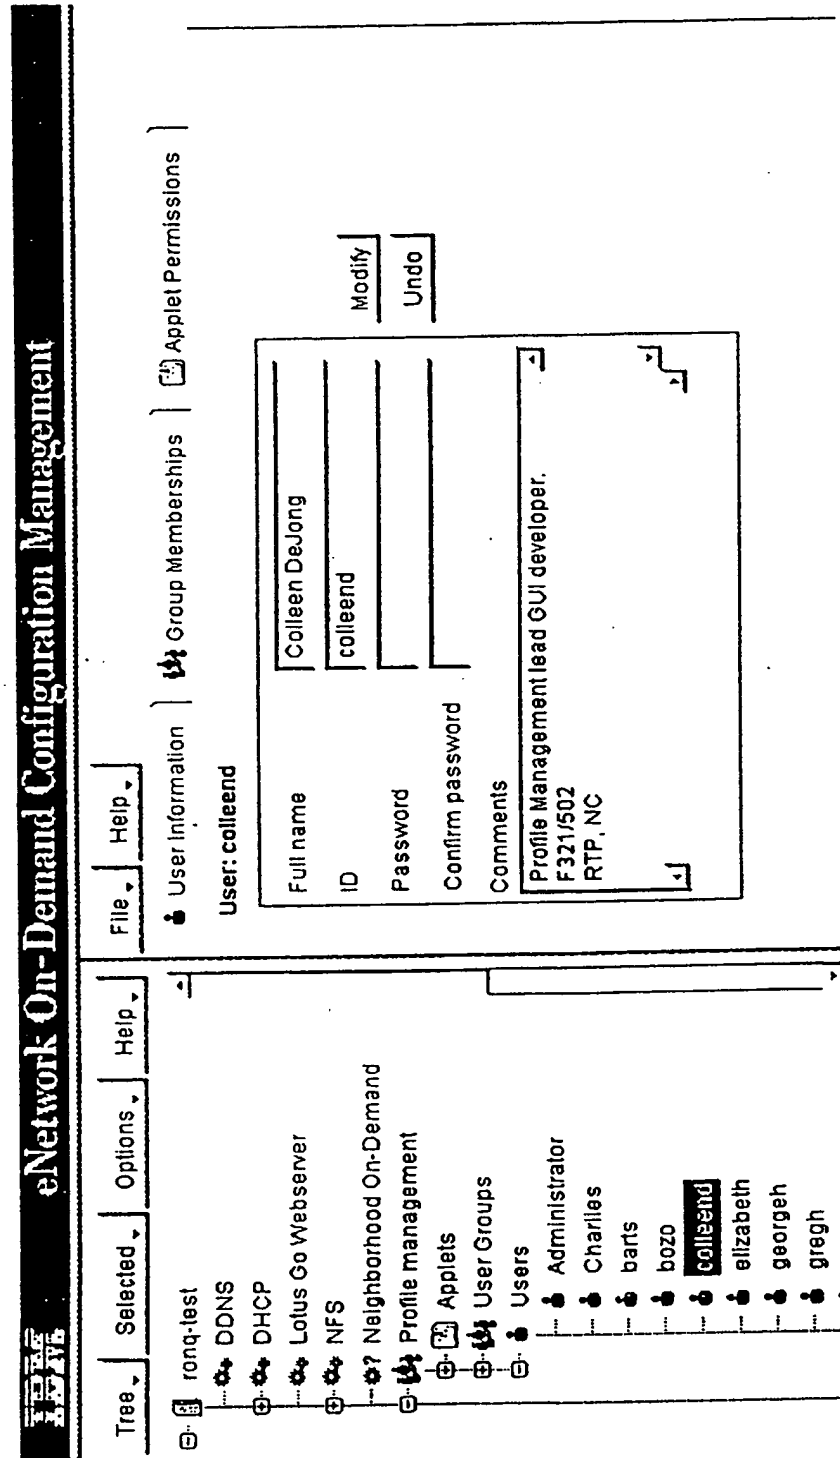 IBM eNetwork On-Demand Configuration Management
Tree Selected Options Help
ronq-test
DDNS
DHCP
Lotus Go Webserver
NFS
Neighborhood On-Demand
Profile management
Applets
User Groups
Users
Administrator
Charlies
barts
bozo
colleend
elizabeth
georgeh
gregh
File Help
User Information Group Memberships Applet Permissions
User: colleend
Full name Colleen DeJong
ID colleend
Modify
Password
Undo
Confirm password
Comments
Profile Management lead GUI developer.
F321/502
RTP, NC